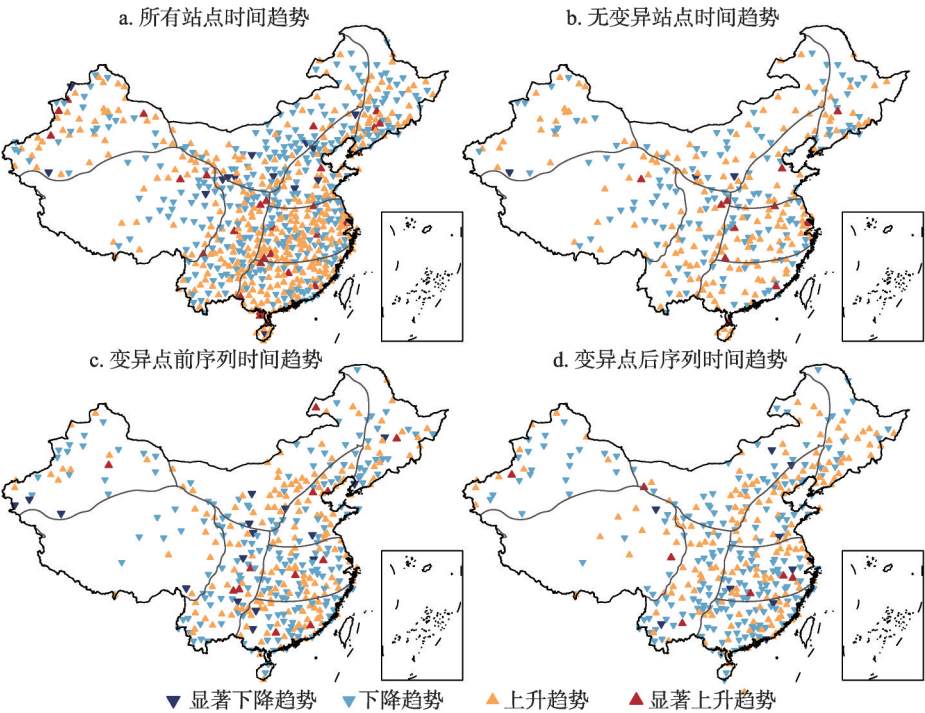 a. 所有站点时间趋势
b. 无变异站点时间趋势
c. 变异点前序列时间趋势
d. 变异点后序列时间趋势
显著下降趋势 下降趋势 上升趋势 显著上升趋势